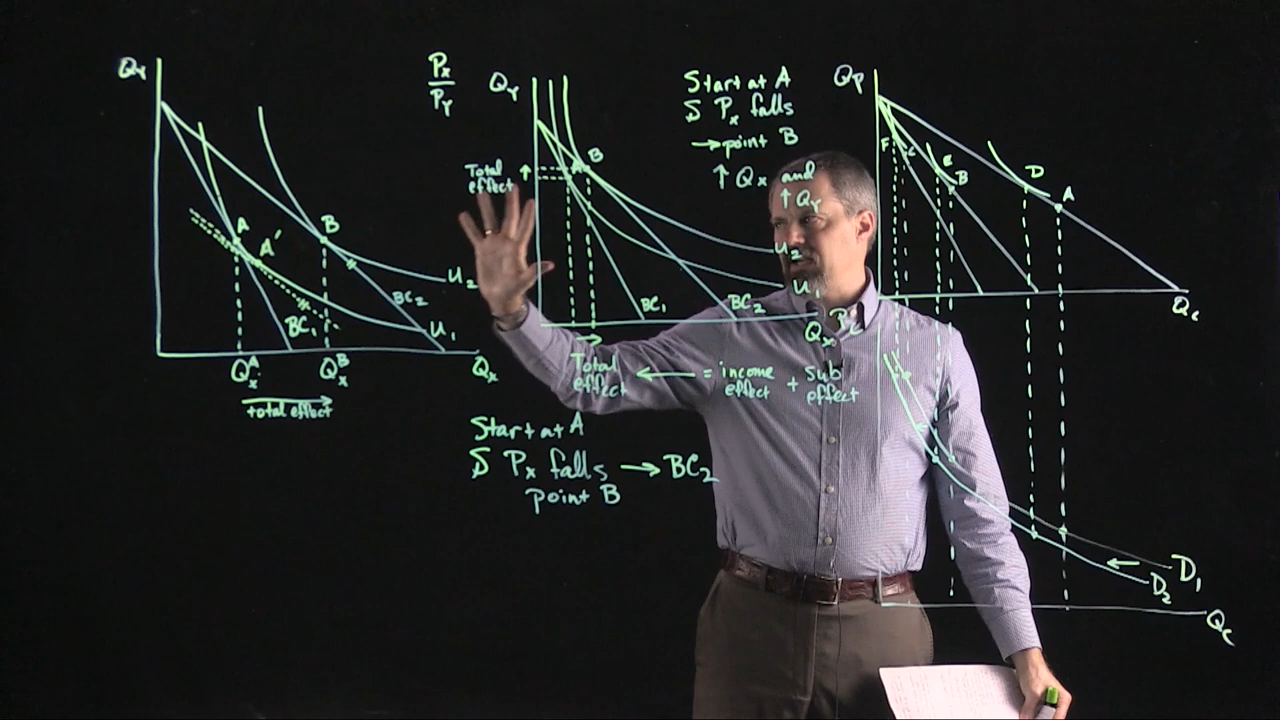 Qy
A
A'
B
U2
BC2
BC1
U1
Qx^A
Qx^B
Qx
total effect
Px
Py
Qy
Total
effect
B
U2
U1
BC1
BC2
Qx
Total
effect
= income
effect
+ sub
effect
Start at A
$ Px falls → BC2
point B
Start at A
$ Px falls
→ point B
↑ Qx and
↑ Qy
QP
F
E
B
D
A
Qc
Pc
D1
D2
Qc